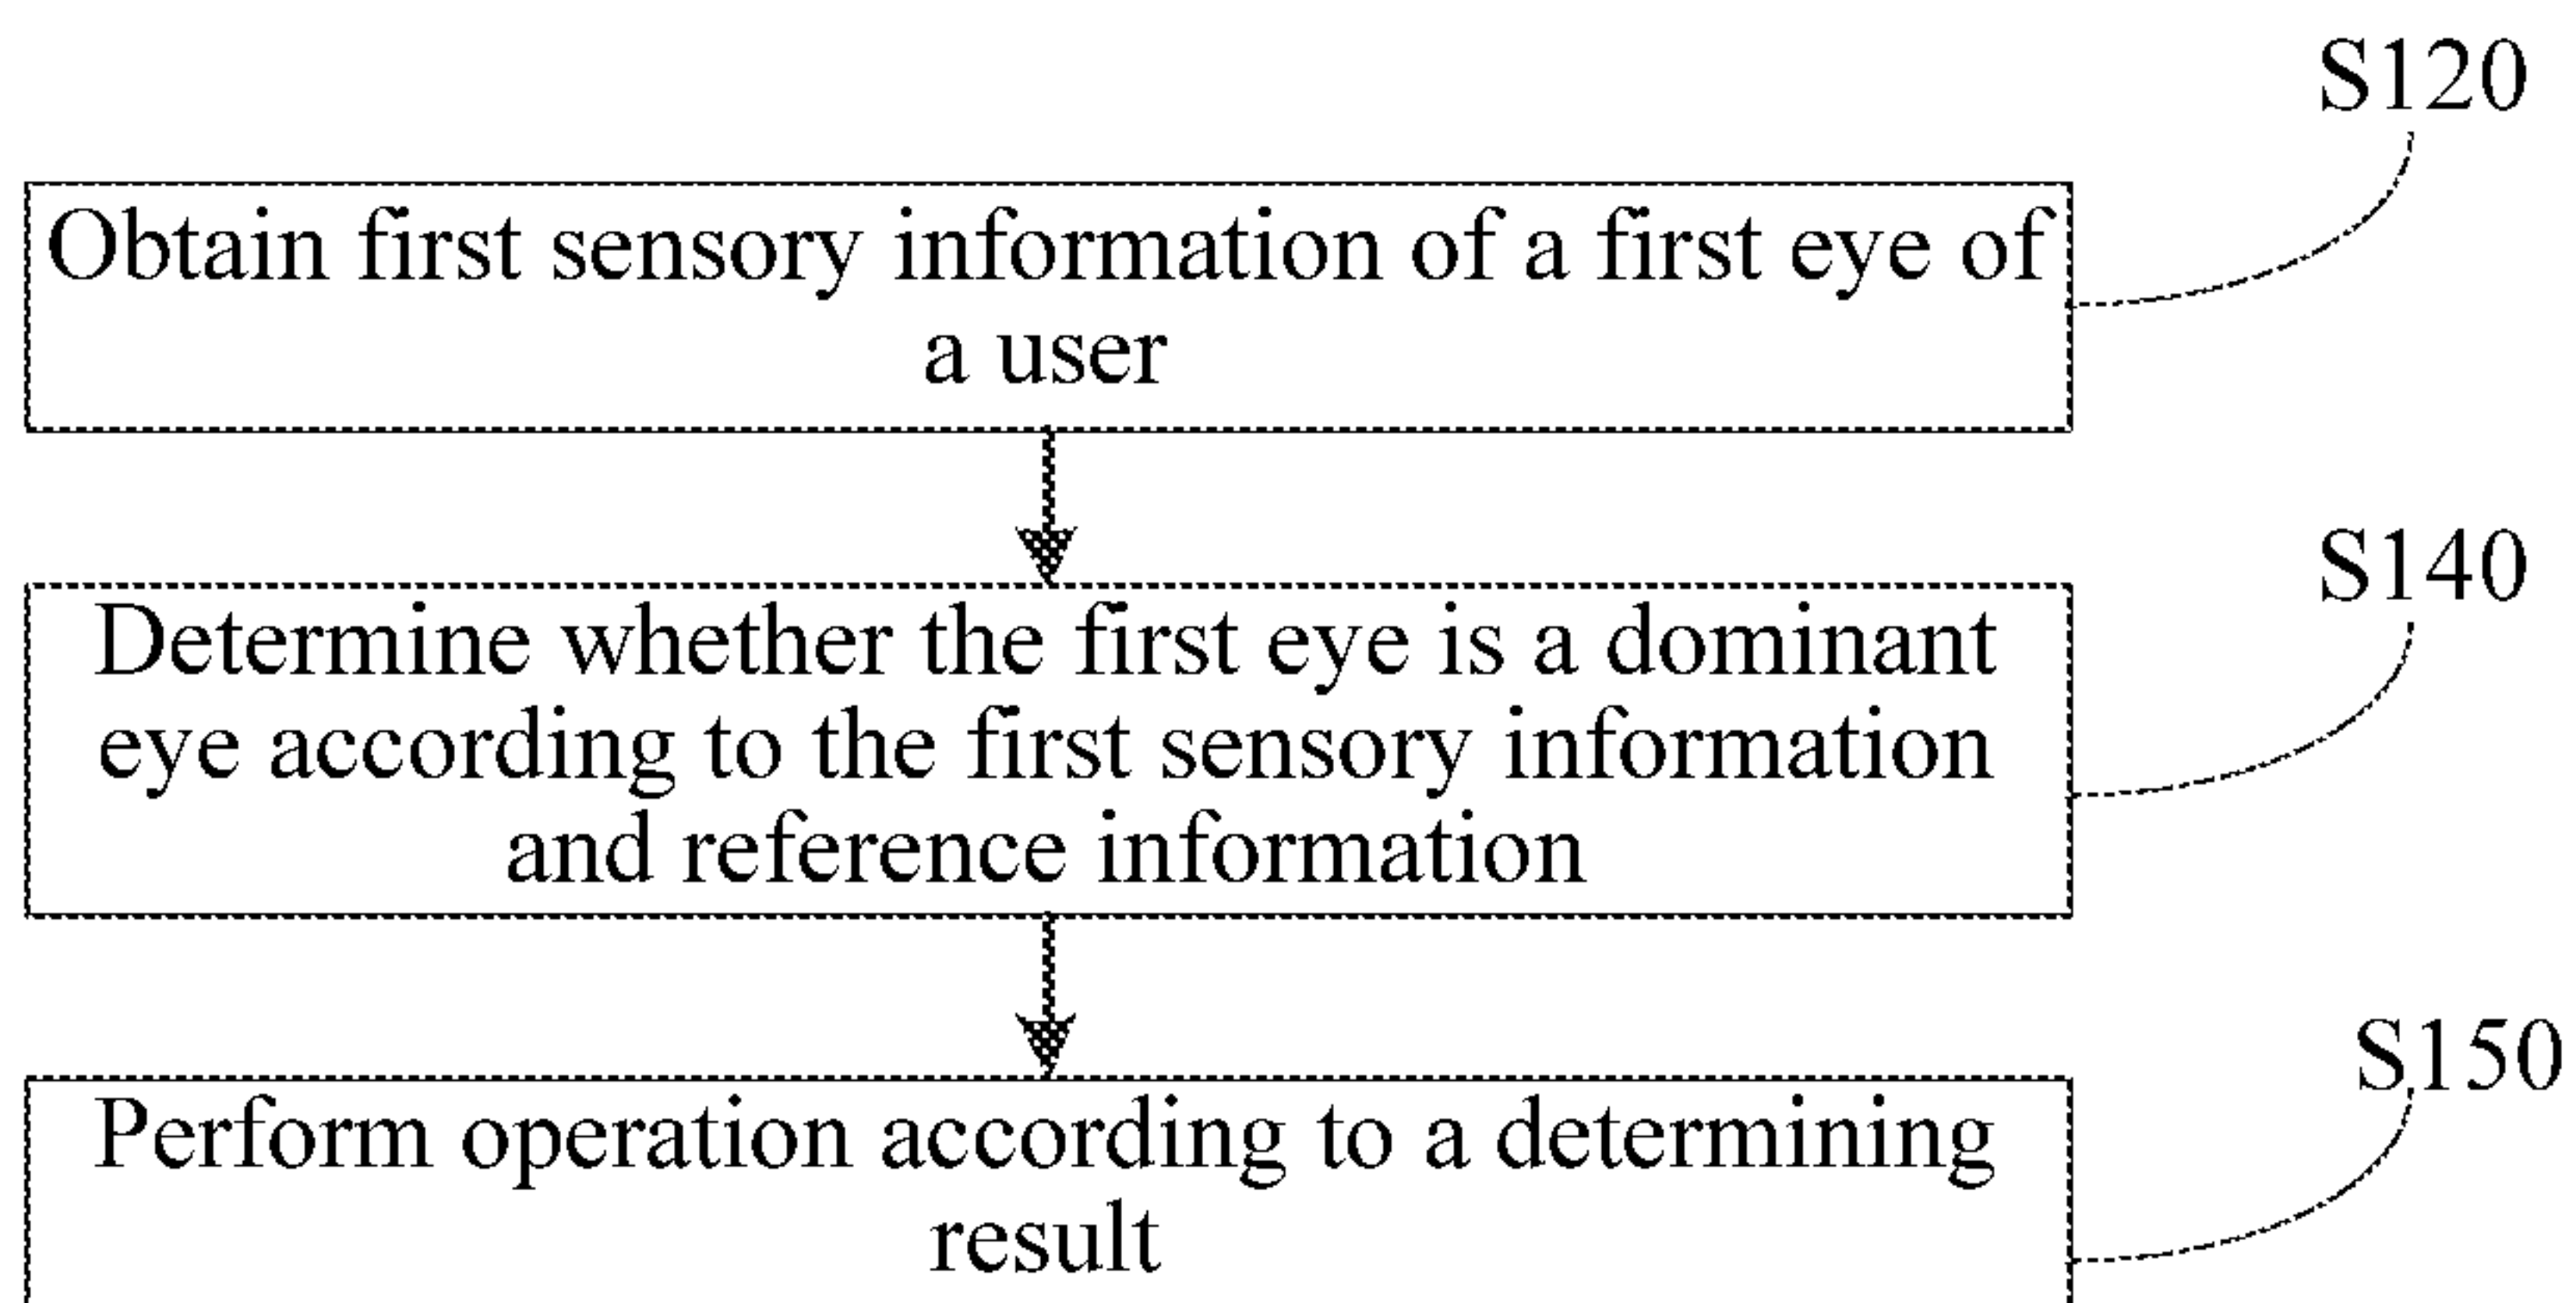 S120
Obtain first sensory information of a first eye of
a user
S140
Determine whether the first eye is a dominant
eye according to the first sensory information
and reference information
S150
Perform operation according to a determining
result